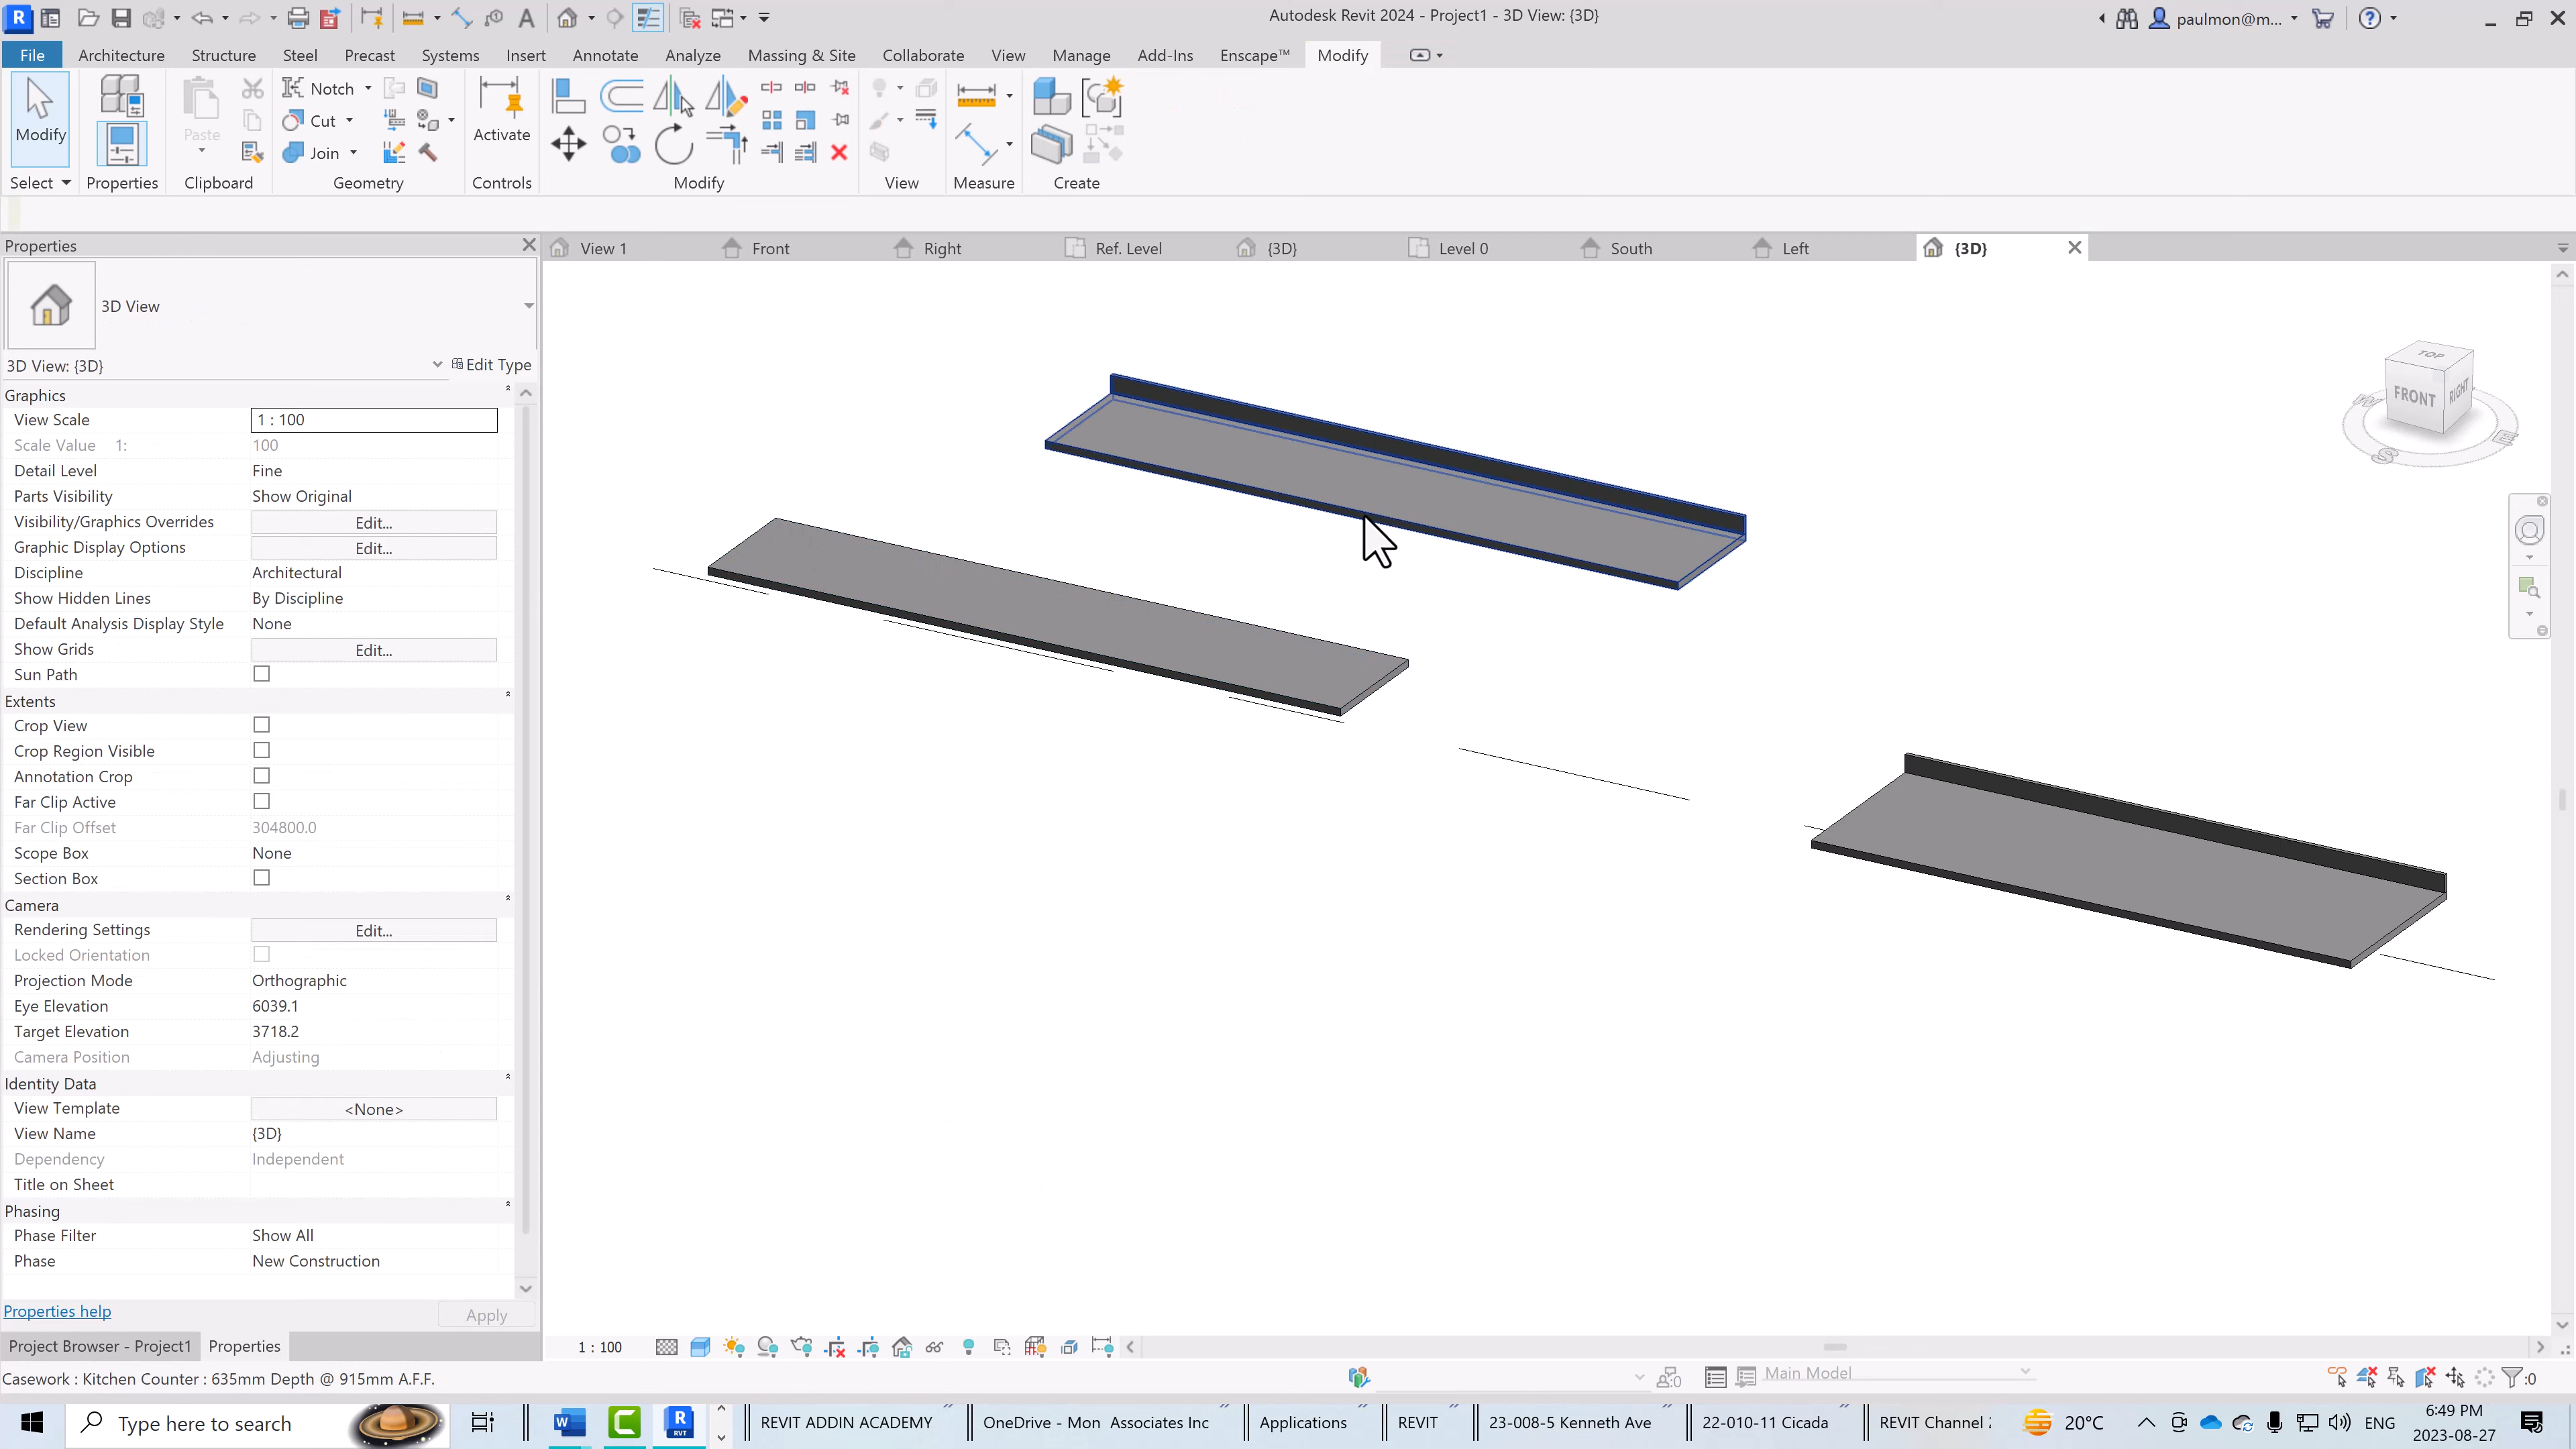 Autodesk Revit 2024 - Project1 - 3D View: {3D}
paulmon@m...
File Architecture Structure Steel Precast Systems Insert Annotate Analyze Massing & Site Collaborate View Manage Add-Ins Enscape™ Modify
Modify
Paste
Notch
Cut
Join
Activate
Select Properties Clipboard Geometry Controls Modify View Measure Create
Properties
View 1 Front Right Ref. Level {3D} Level 0 South Left {3D}
3D View
3D View: {3D} Edit Type
Graphics
View Scale 1 : 100
Scale Value 1: 100
Detail Level Fine
Parts Visibility Show Original
Visibility/Graphics Overrides Edit...
Graphic Display Options Edit...
Discipline Architectural
Show Hidden Lines By Discipline
Default Analysis Display Style None
Show Grids Edit...
Sun Path
Extents
Crop View
Crop Region Visible
Annotation Crop
Far Clip Active
Far Clip Offset 304800.0
Scope Box None
Section Box
Camera
Rendering Settings Edit...
Locked Orientation
Projection Mode Orthographic
Eye Elevation 6039.1
Target Elevation 3718.2
Camera Position Adjusting
Identity Data
View Template <None>
View Name {3D}
Dependency Independent
Title on Sheet
Phasing
Phase Filter Show All
Phase New Construction
Properties help Apply
Project Browser - Project1 Properties
TOP
FRONT
RIGHT
W
E
S
1 : 100
Casework : Kitchen Counter : 635mm Depth @ 915mm A.F.F.
:0
Main Model
:0
Type here to search
REVIT ADDIN ACADEMY
OneDrive - Mon Associates Inc
Applications
REVIT
23-008-5 Kenneth Ave
22-010-11 Cicada
REVIT Channel
20°C
ENG
6:49 PM
2023-08-27